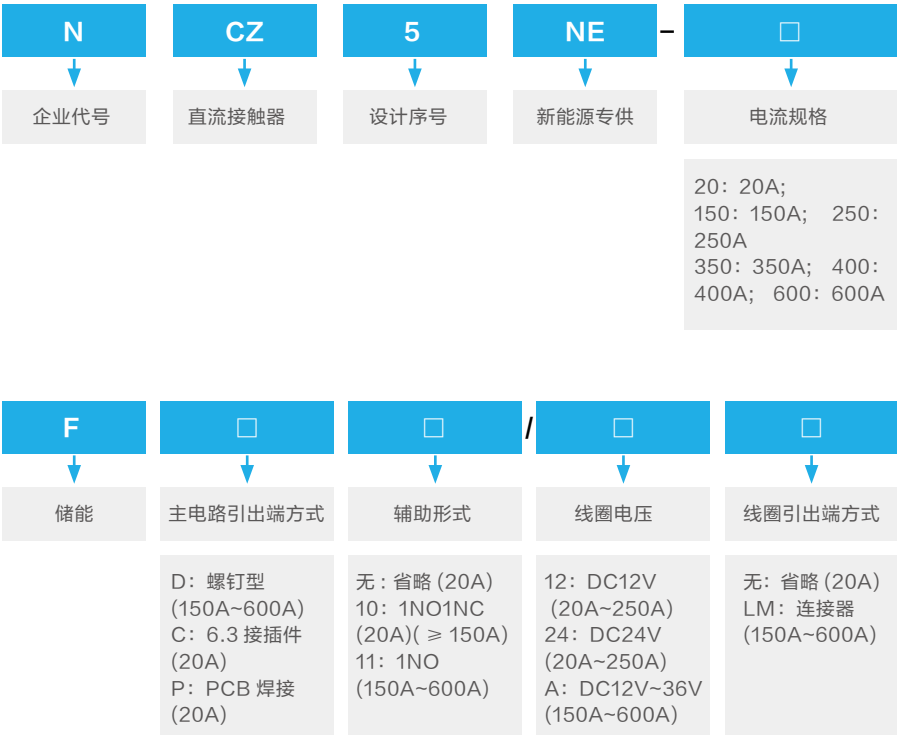 N CZ 5 NE – □
企业代号 直流接触器 设计序号 新能源专供 电流规格
20：20A;
150：150A; 250：
250A
350：350A; 400：
400A; 600：600A
F □ □ / □ □
储能 主电路引出端方式 辅助形式 线圈电压 线圈引出端方式
D：螺钉型
(150A~600A)
C：6.3 接插件
(20A)
P：PCB 焊接
(20A)
无 : 省略 (20A)
10：1NO1NC
(20A)( ≥ 150A)
11：1NO
(150A~600A)
12：DC12V
(20A~250A)
24：DC24V
(20A~250A)
A：DC12V~36V
(150A~600A)
无：省略 (20A)
LM：连接器
(150A~600A)